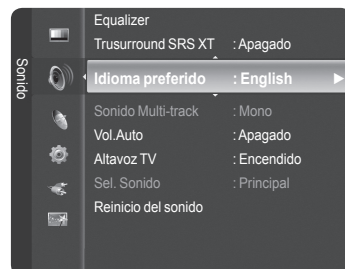 Sonido
Equalizer
Trusurround SRS XT : Apagado
Idioma preferido : English
Sonido Multi-track : Mono
Vol.Auto : Apagado
Altavoz TV : Encendido
Sel. Sonido : Principal
Reinicio del sonido